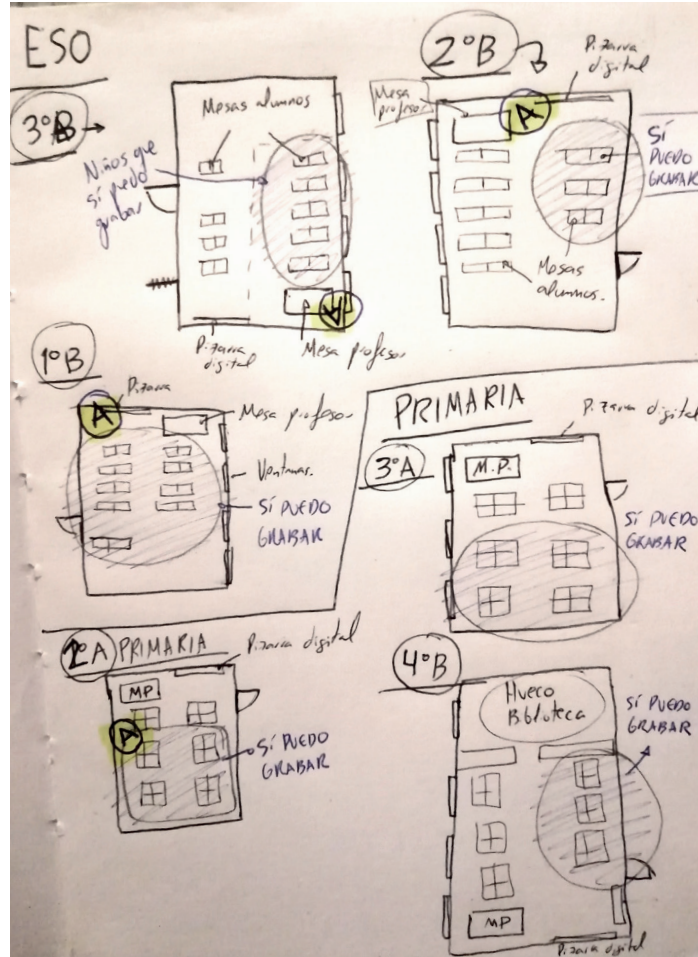 ESO
3ºB
Mesas alumnos
Niños que
sí puedo
grabar
A
Pizarra
digital
Mesa profesor
2ºB
Pizarra
digital
Mesa
profesor
A
SÍ
PUEDO
GRABAR
Mesas
alumnos.
1ºB
A
Pizarra
Mesa profesor
Ventanas.
SÍ PUEDO
GRABAR
PRIMARIA
3ºA
Pizarra digital
M.P.
SÍ PUEDO
GRABAR
PRIMARIA
Pizarra digital
MP
A
SÍ PUEDO
GRABAR
4ºB
Hueco
Biblioteca
SÍ PUEDO
GRABAR
MP
Pizarra digital